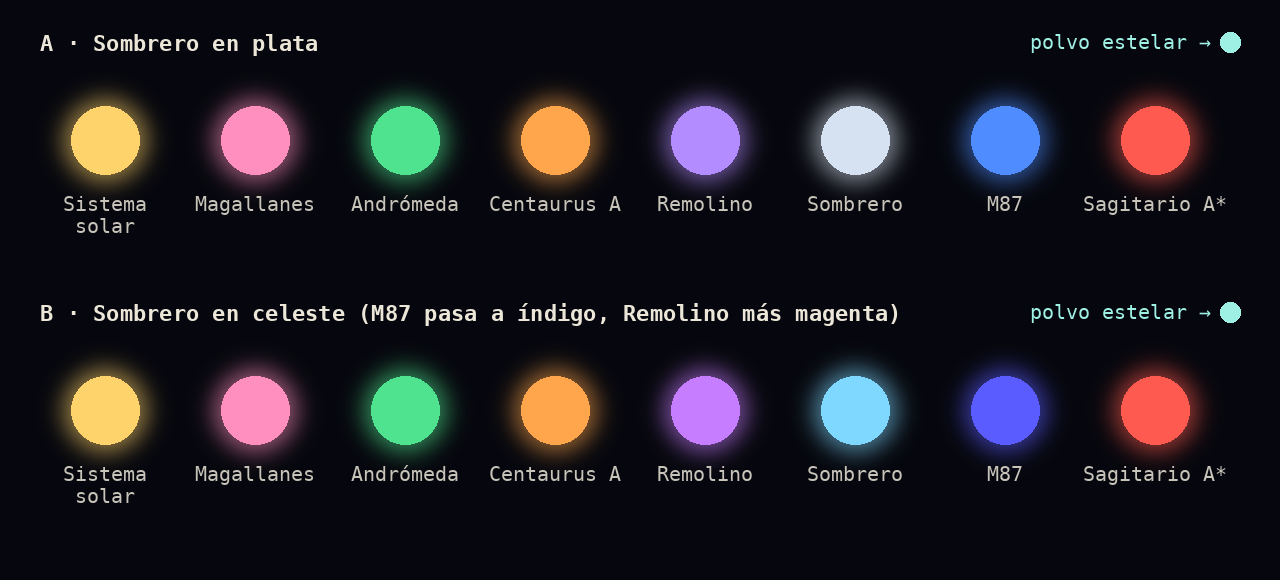 A · Sombrero en plata
polvo estelar →
Sistema solar
Magallanes
Andrómeda
Centaurus A
Remolino
Sombrero
M87
Sagitario A*
B · Sombrero en celeste (M87 pasa a índigo, Remolino más magenta)
polvo estelar →
Sistema solar
Magallanes
Andrómeda
Centaurus A
Remolino
Sombrero
M87
Sagitario A*